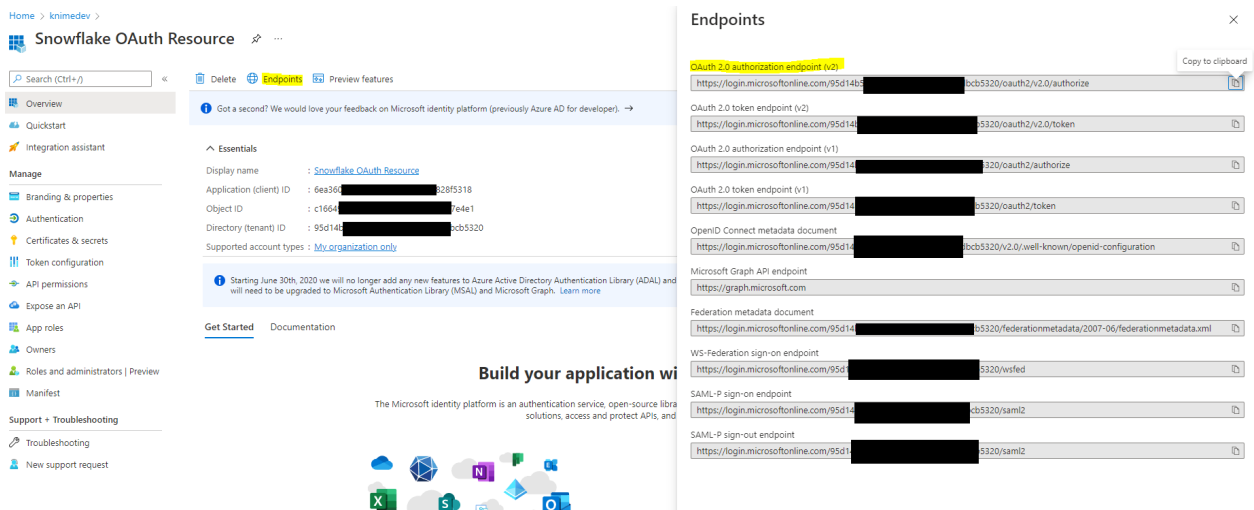 Home > knimedev >
Snowflake OAuth Resource ...
Search (Ctrl+/) «
Overview
Quickstart
Integration assistant
Manage
Branding & properties
Authentication
Certificates & secrets
Token configuration
API permissions
Expose an API
App roles
Owners
Roles and administrators | Preview
Manifest
Support + Troubleshooting
Troubleshooting
New support request
Delete Endpoints Preview features
Got a second? We would love your feedback on Microsoft identity platform (previously Azure AD for developer). →
Essentials
Display name : Snowflake OAuth Resource
Application (client) ID : 6ea360 828f5318
Object ID : c1664 7e4e1
Directory (tenant) ID : 95d14b bcb5320
Supported account types : My organization only
Starting June 30th, 2020 we will no longer add any new features to Azure Active Directory Authentication Library (ADAL) and
will need to be upgraded to Microsoft Authentication Library (MSAL) and Microsoft Graph. Learn more
Get Started Documentation
Build your application wi
The Microsoft identity platform is an authentication service, open-source libra
solutions, access and protect APIs, and
Endpoints
Copy to clipboard
OAuth 2.0 authorization endpoint (v2)
https://login.microsoftonline.com/95d14b5 bcb5320/oauth2/v2.0/authorize
OAuth 2.0 token endpoint (v2)
https://login.microsoftonline.com/95d14 5320/oauth2/v2.0/token
OAuth 2.0 authorization endpoint (v1)
https://login.microsoftonline.com/95d14 5320/oauth2/authorize
OAuth 2.0 token endpoint (v1)
https://login.microsoftonline.com/95d14 b5320/oauth2/token
OpenID Connect metadata document
https://login.microsoftonline.com/95d14 dbcb5320/v2.0/.well-known/openid-configuration
Microsoft Graph API endpoint
https://graph.microsoft.com
Federation metadata document
https://login.microsoftonline.com/95d14 b5320/federationmetadata/2007-06/federationmetadata.xml
WS-Federation sign-on endpoint
https://login.microsoftonline.com/95d1 5320/wsfed
SAML-P sign-on endpoint
https://login.microsoftonline.com/95d14 cb5320/saml2
SAML-P sign-out endpoint
https://login.microsoftonline.com/95d1 5320/saml2